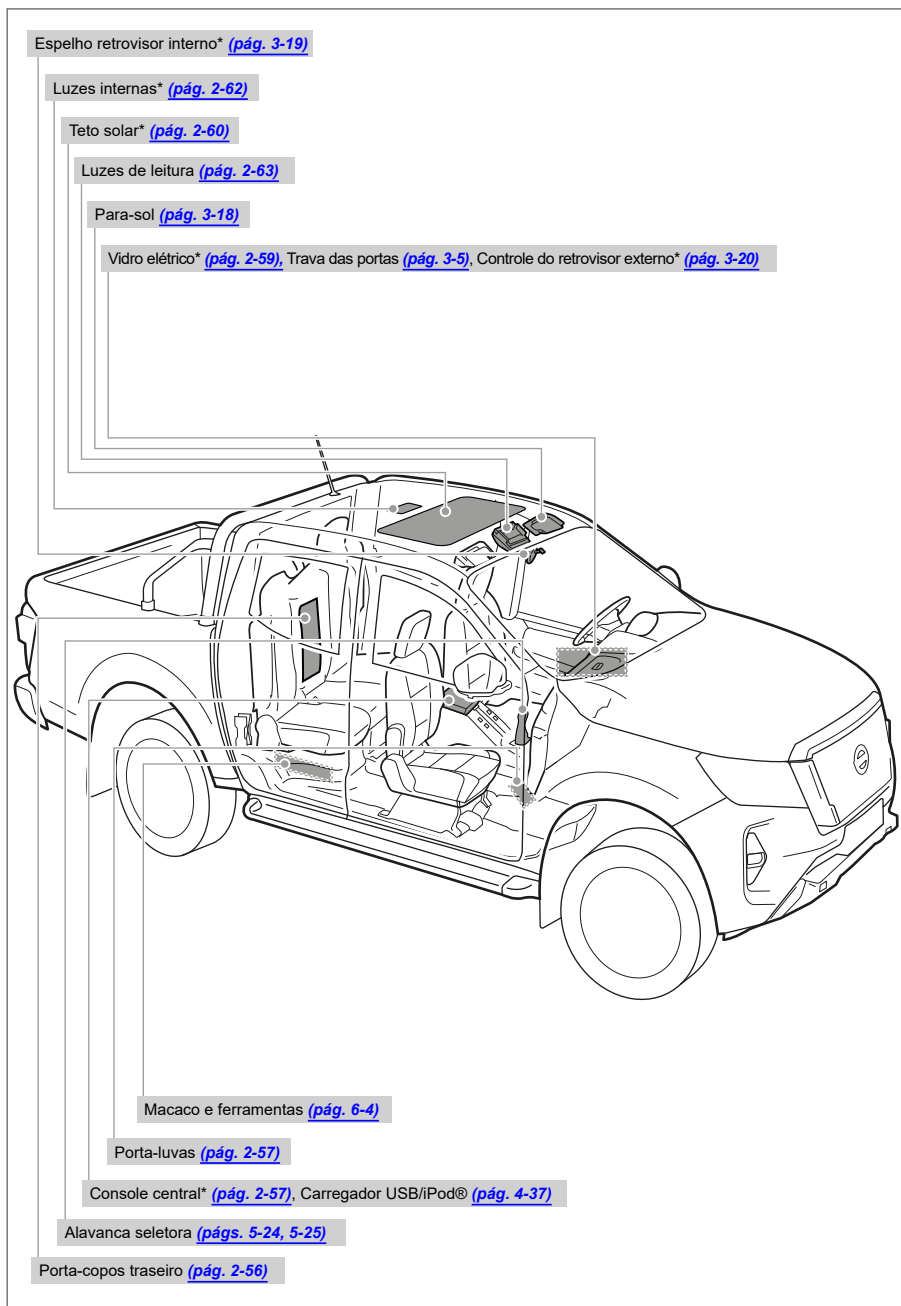 Espelho retrovisor interno* (pág. 3-19)
Luzes internas* (pág. 2-62)
Teto solar* (pág. 2-60)
Luzes de leitura (pág. 2-63)
Para-sol (pág. 3-18)
Vidro elétrico* (pág. 2-59), Trava das portas (pág. 3-5), Controle do retrovisor externo* (pág. 3-20)
Macaco e ferramentas (pág. 6-4)
Porta-luvas (pág. 2-57)
Console central* (pág. 2-57), Carregador USB/iPod® (pág. 4-37)
Alavanca seletora (págs. 5-24, 5-25)
Porta-copos traseiro (pág. 2-56)